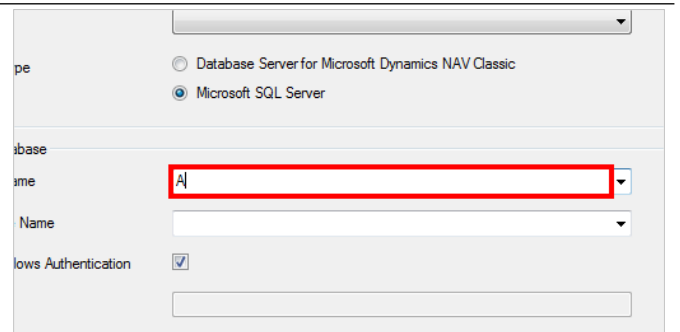 pe
Database Server for Microsoft Dynamics NAV Classic
Microsoft SQL Server
abase
ame A
Name
lows Authentication